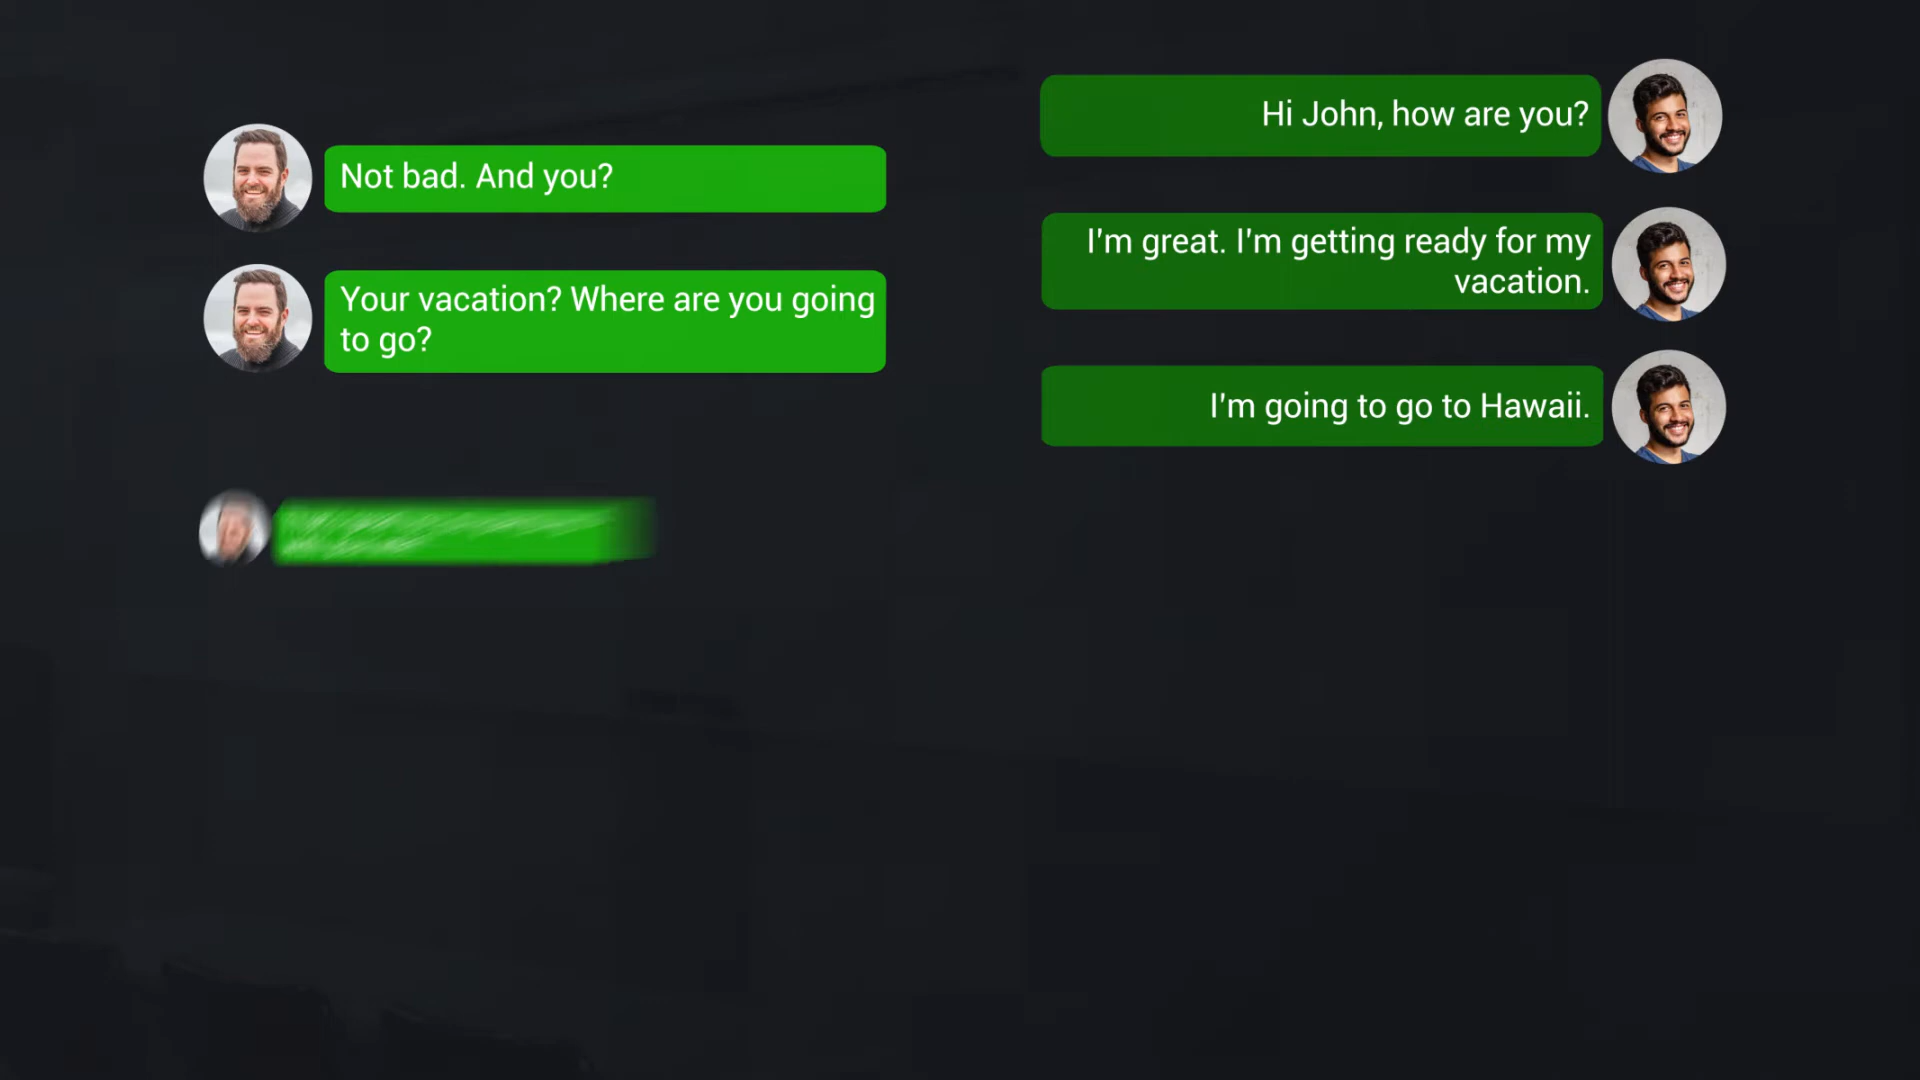 Hi John, how are you?
Not bad. And you?
I'm great. I'm getting ready for my
vacation.
Your vacation? Where are you going
to go?
I'm going to go to Hawaii.